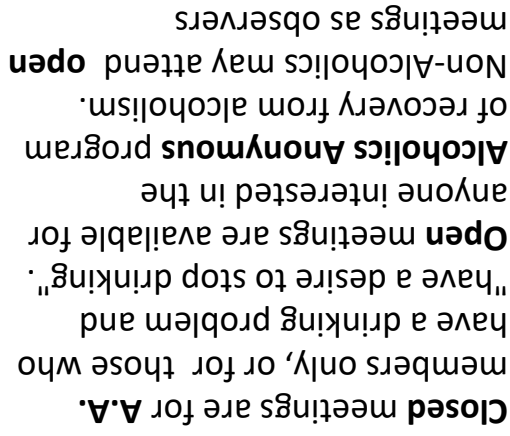 Closed meetings are for A.A.
members only, or for those who
have a drinking problem and
"have a desire to stop drinking".
Open meetings are available for
anyone interested in the
Alcoholics Anonymous program
of recovery from alcoholism.
Non-Alcoholics may attend open
meetings as observers